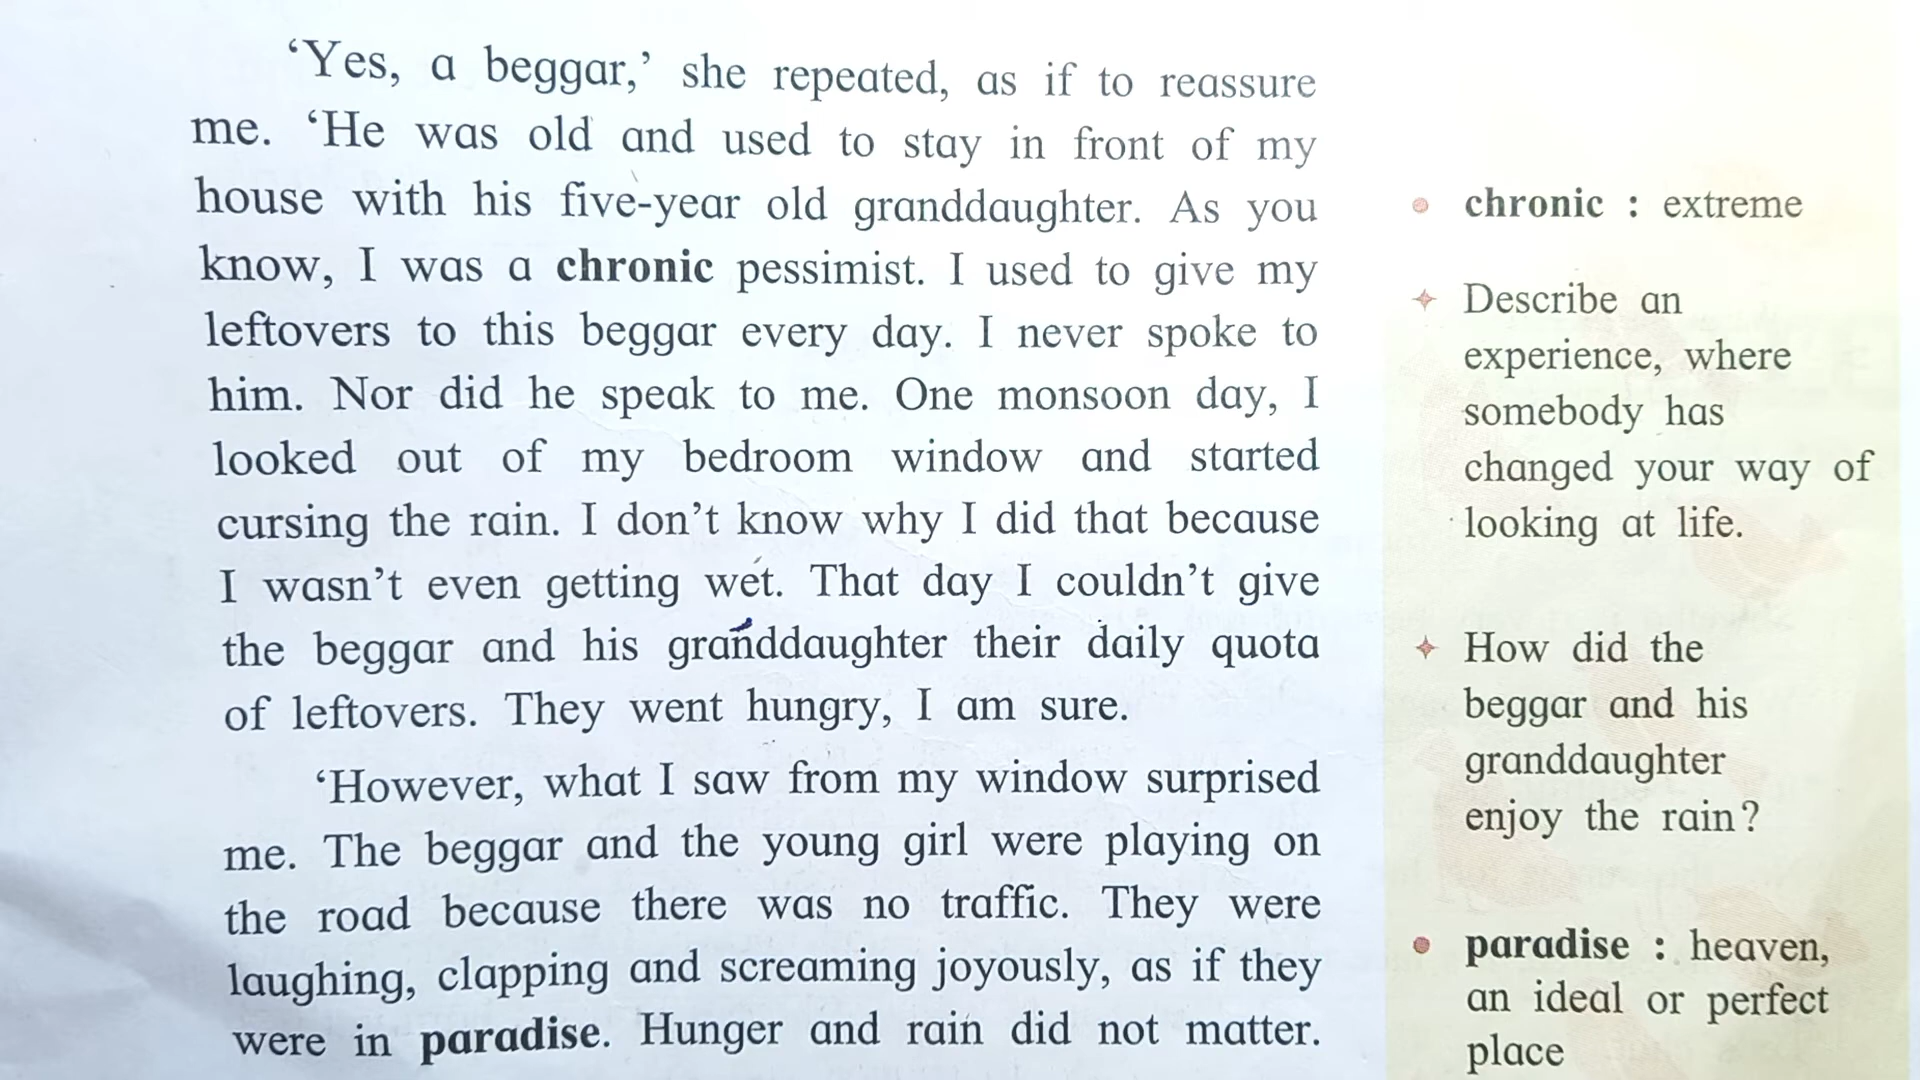 ‘Yes, a beggar,’ she repeated, as if to reassure
me. ‘He was old and used to stay in front of my
house with his five-year old granddaughter. As you
know, I was a chronic pessimist. I used to give my
leftovers to this beggar every day. I never spoke to
him. Nor did he speak to me. One monsoon day, I
looked out of my bedroom window and started
cursing the rain. I don’t know why I did that because
I wasn’t even getting wet. That day I couldn’t give
the beggar and his granddaughter their daily quota
of leftovers. They went hungry, I am sure.
‘However, what I saw from my window surprised
me. The beggar and the young girl were playing on
the road because there was no traffic. They were
laughing, clapping and screaming joyously, as if they
were in paradise. Hunger and rain did not matter.
chronic : extreme
Describe an
experience, where
somebody has
changed your way of
looking at life.
How did the
beggar and his
granddaughter
enjoy the rain?
paradise : heaven,
an ideal or perfect
place